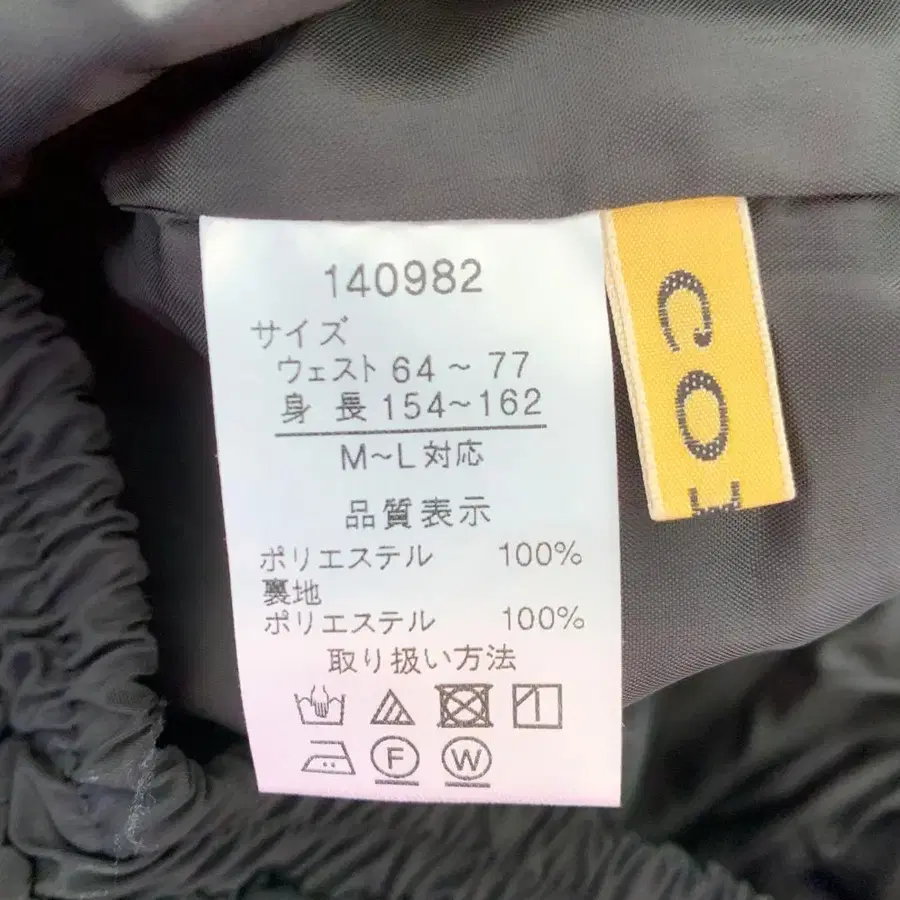 140982
サイズ
ウェスト 64～77
身長 154～162
M～L対応
品質表示
ポリエステル 100%
裏地
ポリエステル 100%
取り扱い方法
F W
CO